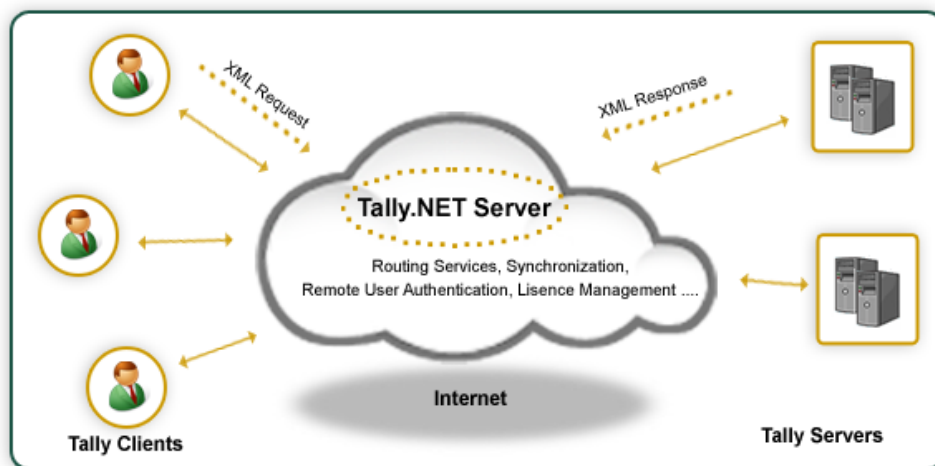 XML Request
XML Response
Tally.NET Server
Routing Services, Synchronization,
Remote User Authentication, Lisence Management ....
Internet
Tally Clients
Tally Servers